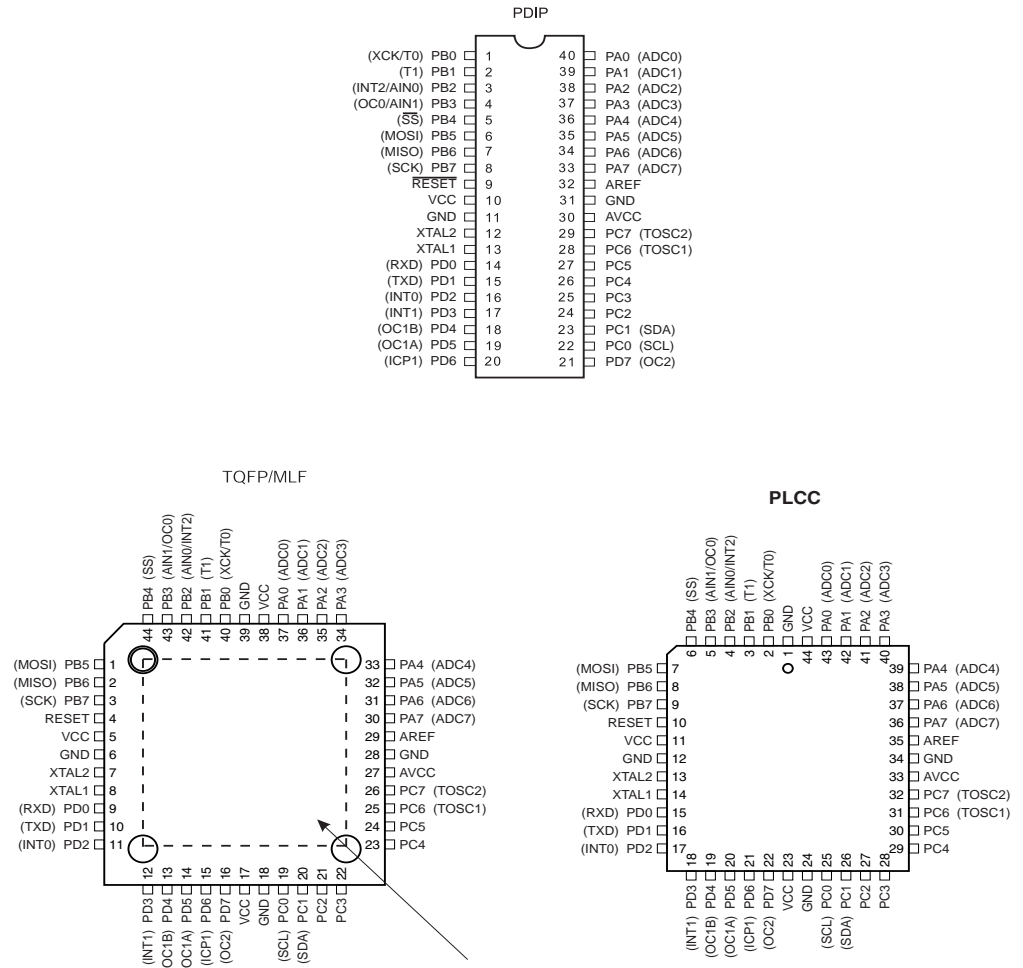 PDIP
(XCK/T0) PB0 1 40 PA0 (ADC0)
(T1) PB1 2 39 PA1 (ADC1)
(INT2/AIN0) PB2 3 38 PA2 (ADC2)
(OC0/AIN1) PB3 4 37 PA3 (ADC3)
(SS) PB4 5 36 PA4 (ADC4)
(MOSI) PB5 6 35 PA5 (ADC5)
(MISO) PB6 7 34 PA6 (ADC6)
(SCK) PB7 8 33 PA7 (ADC7)
RESET 9 32 AREF
VCC 10 31 GND
GND 11 30 AVCC
XTAL2 12 29 PC7 (TOSC2)
XTAL1 13 28 PC6 (TOSC1)
(RXD) PD0 14 27 PC5
(TXD) PD1 15 26 PC4
(INT0) PD2 16 25 PC3
(INT1) PD3 17 24 PC2
(OC1B) PD4 18 23 PC1 (SDA)
(OC1A) PD5 19 22 PC0 (SCL)
(ICP1) PD6 20 21 PD7 (OC2)
TQFP/MLF
PB4 (SS)
PB3 (AIN1/OC0)
PB2 (AIN0/INT2)
PB1 (T1)
PB0 (XCK/T0)
GND
VCC
PA0 (ADC0)
PA1 (ADC1)
PA2 (ADC2)
PA3 (ADC3)
44 43 42 41 40 39 38 37 36 35 34
(MOSI) PB5 1 33 PA4 (ADC4)
(MISO) PB6 2 32 PA5 (ADC5)
(SCK) PB7 3 31 PA6 (ADC6)
RESET 4 30 PA7 (ADC7)
VCC 5 29 AREF
GND 6 28 GND
XTAL2 7 27 AVCC
XTAL1 8 26 PC7 (TOSC2)
(RXD) PD0 9 25 PC6 (TOSC1)
(TXD) PD1 10 24 PC5
(INT0) PD2 11 23 PC4
12 13 14 15 16 17 18 19 20 21 22
(INT1) PD3
OC1B) PD4
OC1A) PD5
(ICP1) PD6
(OC2) PD7
VCC
GND
(SCL) PC0
(SDA) PC1
PC2
PC3
PLCC
PB4 (SS)
PB3 (AIN1/OC0)
PB2 (AIN0/INT2)
PB1 (T1)
PB0 (XCK/T0)
GND
VCC
PA0 (ADC0)
PA1 (ADC1)
PA2 (ADC2)
PA3 (ADC3)
6 5 4 3 2 1 44 43 42 41 40
(MOSI) PB5 7 39 PA4 (ADC4)
(MISO) PB6 8 38 PA5 (ADC5)
(SCK) PB7 9 37 PA6 (ADC6)
RESET 10 36 PA7 (ADC7)
VCC 11 35 AREF
GND 12 34 GND
XTAL2 13 33 AVCC
XTAL1 14 32 PC7 (TOSC2)
(RXD) PD0 15 31 PC6 (TOSC1)
(TXD) PD1 16 30 PC5
(INT0) PD2 17 29 PC4
18 19 20 21 22 23 24 25 26 27 28
(INT1) PD3
(OC1B) PD4
(OC1A) PD5
(ICP1) PD6
(OC2) PD7
VCC
GND
(SCL) PC0
(SDA) PC1
PC2
PC3